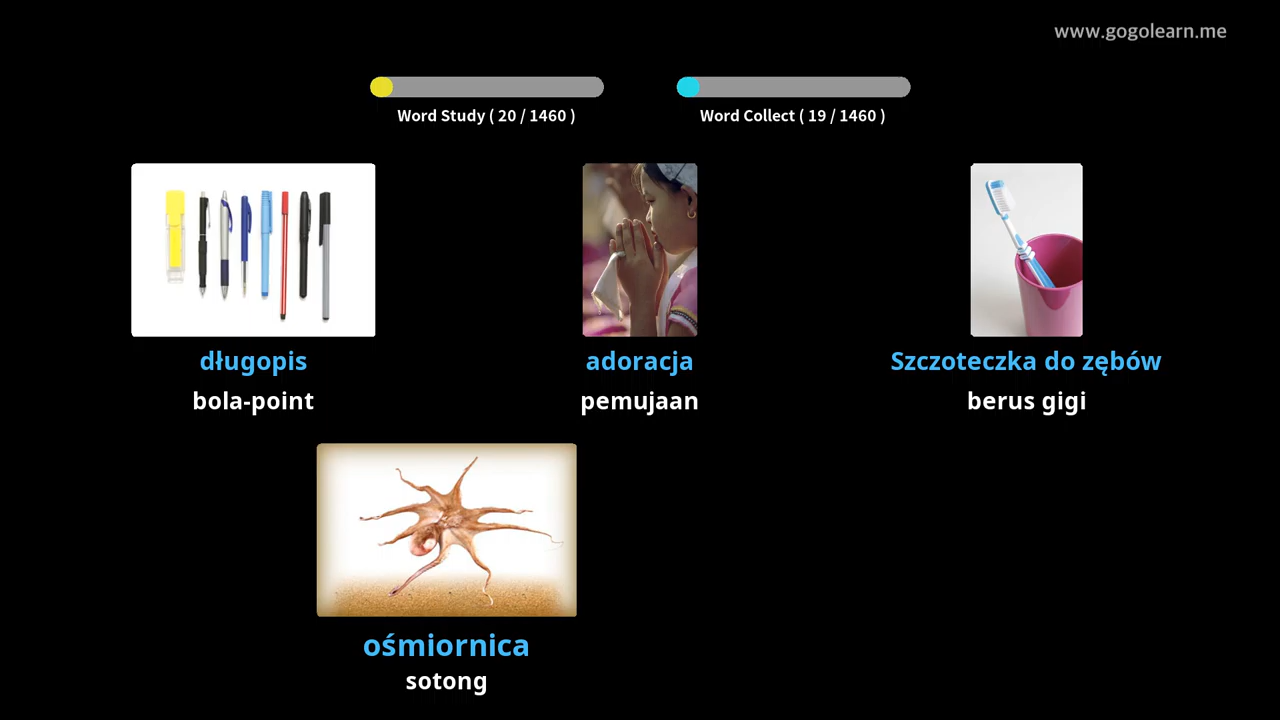 www.gogolearn.me
Word Study ( 20 / 1460 )
Word Collect ( 19 / 1460 )
długopis
bola-point
adoracja
pemujaan
Szczoteczka do zębów
berus gigi
ośmiornica
sotong